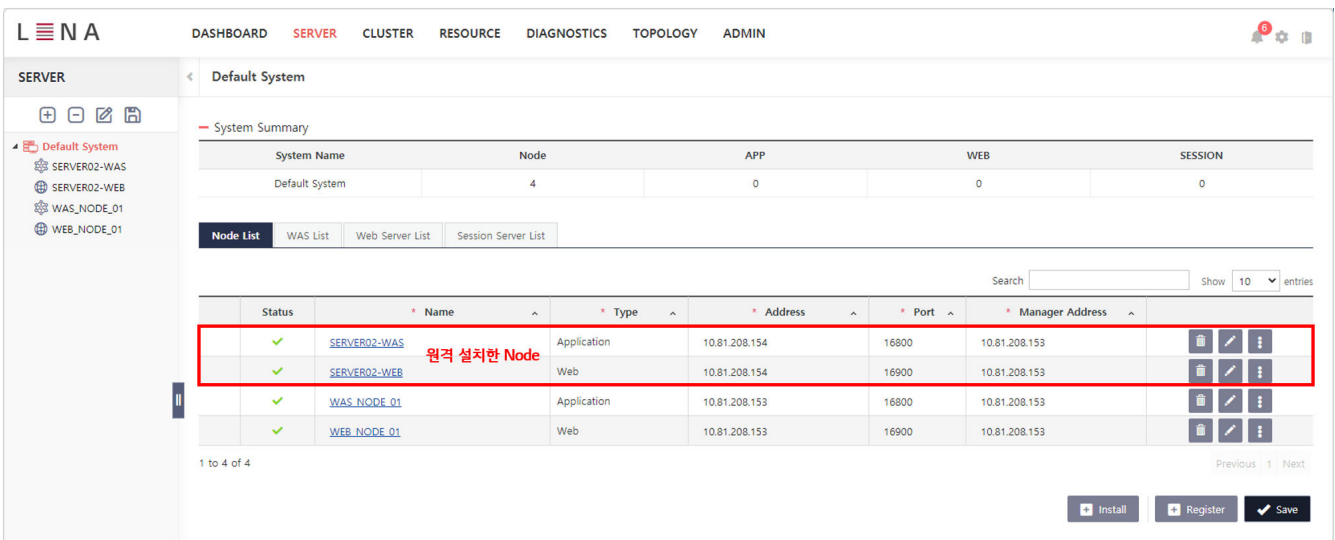 LENA
DASHBOARD SERVER CLUSTER RESOURCE DIAGNOSTICS TOPOLOGY ADMIN
6
SERVER
Default System
Default System
SERVER02-WAS
SERVER02-WEB
WAS_NODE_01
WEB_NODE_01
System Summary
System Name Node APP WEB SESSION
Default System 4 0 0 0
Node List WAS List Web Server List Session Server List
Search Show 10 entries
Status * Name * Type * Address * Port * Manager Address
SERVER02-WAS Application 10.81.208.154 16800 10.81.208.153
원격 설치한 Node
SERVER02-WEB Web 10.81.208.154 16900 10.81.208.153
WAS_NODE_01 Application 10.81.208.153 16800 10.81.208.153
WEB_NODE_01 Web 10.81.208.153 16900 10.81.208.153
1 to 4 of 4
Previous 1 Next
Install Register Save